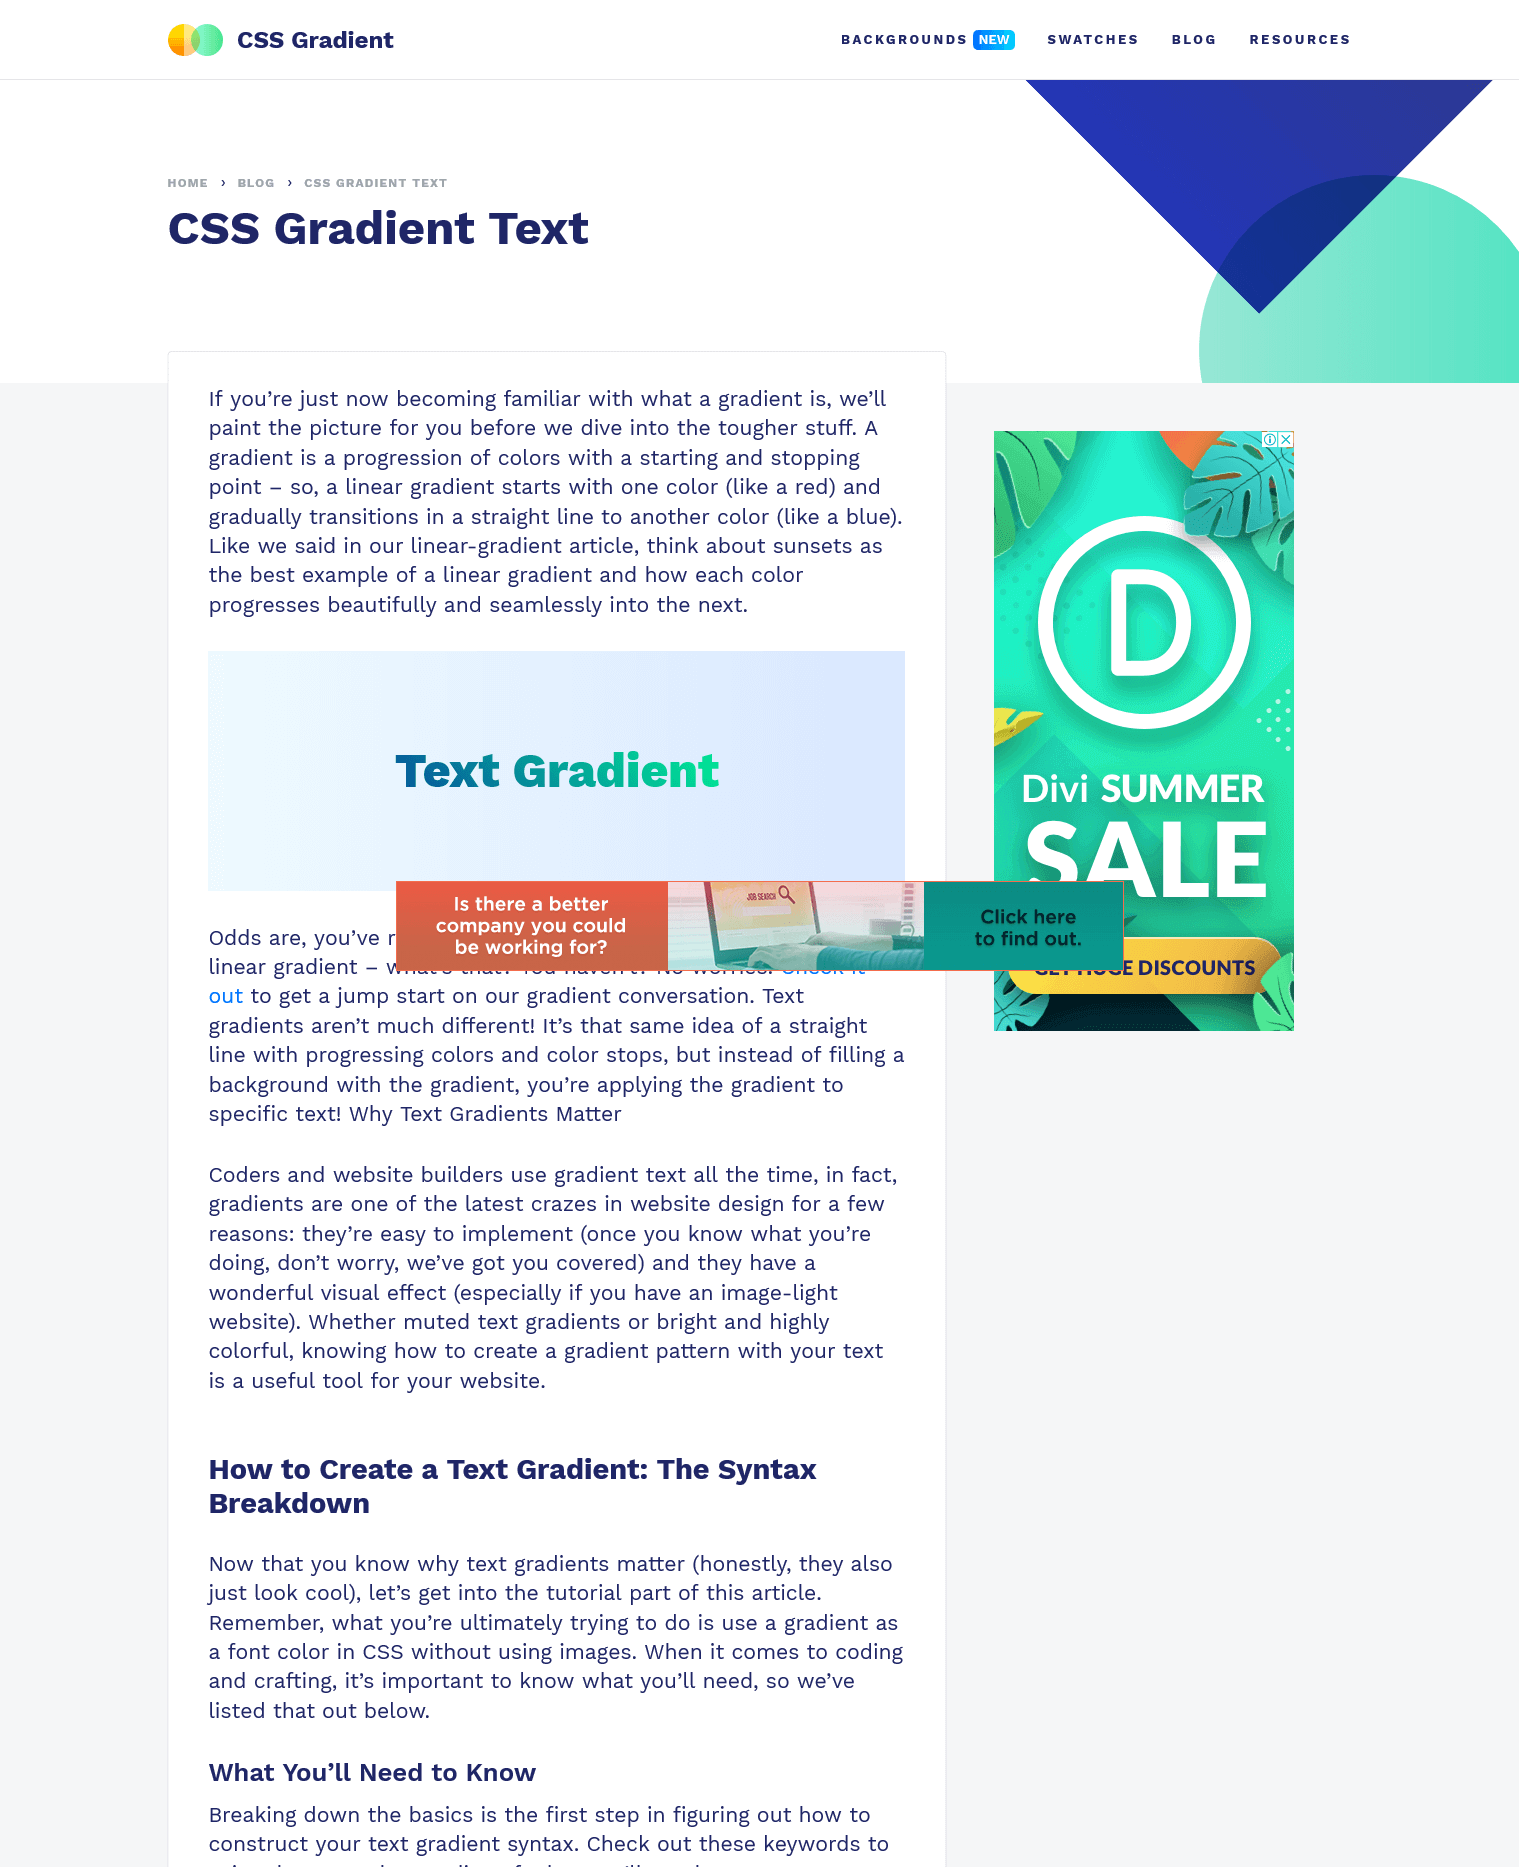 CSS Gradient
BACKGROUNDS NEW SWATCHES BLOG RESOURCES
HOME › BLOG › CSS GRADIENT TEXT
CSS Gradient Text
If you’re just now becoming familiar with what a gradient is, we’ll
paint the picture for you before we dive into the tougher stuff. A
gradient is a progression of colors with a starting and stopping
point – so, a linear gradient starts with one color (like a red) and
gradually transitions in a straight line to another color (like a blue).
Like we said in our linear-gradient article, think about sunsets as
the best example of a linear gradient and how each color
progresses beautifully and seamlessly into the next.
Text Gradient
Odds are, you’ve
linear gradient – what’s that? You haven’t? No worries! Check it
out to get a jump start on our gradient conversation. Text
gradients aren’t much different! It’s that same idea of a straight
line with progressing colors and color stops, but instead of filling a
background with the gradient, you’re applying the gradient to
specific text! Why Text Gradients Matter
Coders and website builders use gradient text all the time, in fact,
gradients are one of the latest crazes in website design for a few
reasons: they’re easy to implement (once you know what you’re
doing, don’t worry, we’ve got you covered) and they have a
wonderful visual effect (especially if you have an image-light
website). Whether muted text gradients or bright and highly
colorful, knowing how to create a gradient pattern with your text
is a useful tool for your website.
How to Create a Text Gradient: The Syntax
Breakdown
Now that you know why text gradients matter (honestly, they also
just look cool), let’s get into the tutorial part of this article.
Remember, what you’re ultimately trying to do is use a gradient as
a font color in CSS without using images. When it comes to coding
and crafting, it’s important to know what you’ll need, so we’ve
listed that out below.
What You’ll Need to Know
Breaking down the basics is the first step in figuring out how to
construct your text gradient syntax. Check out these keywords to
D
Divi SUMMER
SALE
GET HUGE DISCOUNTS
Is there a better
company you could
be working for?
JOB SEARCH
Click here
to find out.